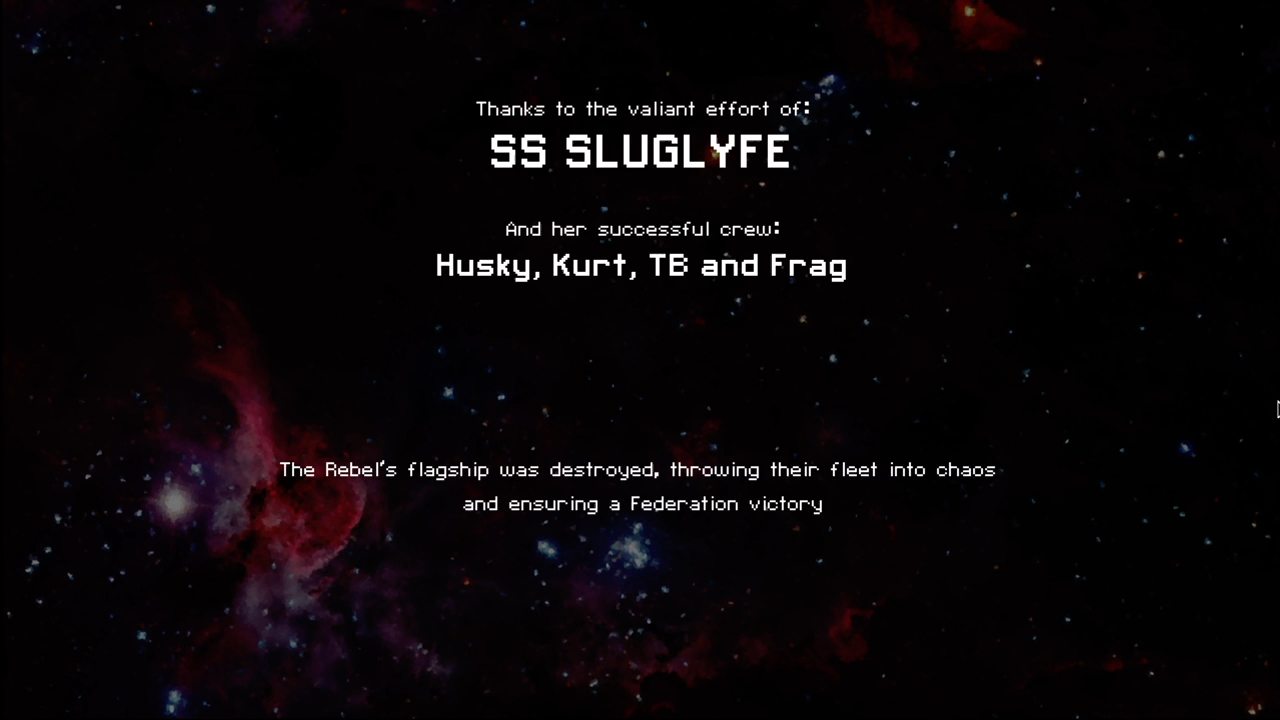 Thanks to the valiant effort of:
SS SLUGLYFE
And her successful crew:
Husky, Kurt, TB and Frag
The Rebel's flagship was destroyed, throwing their fleet into chaos
and ensuring a Federation victory